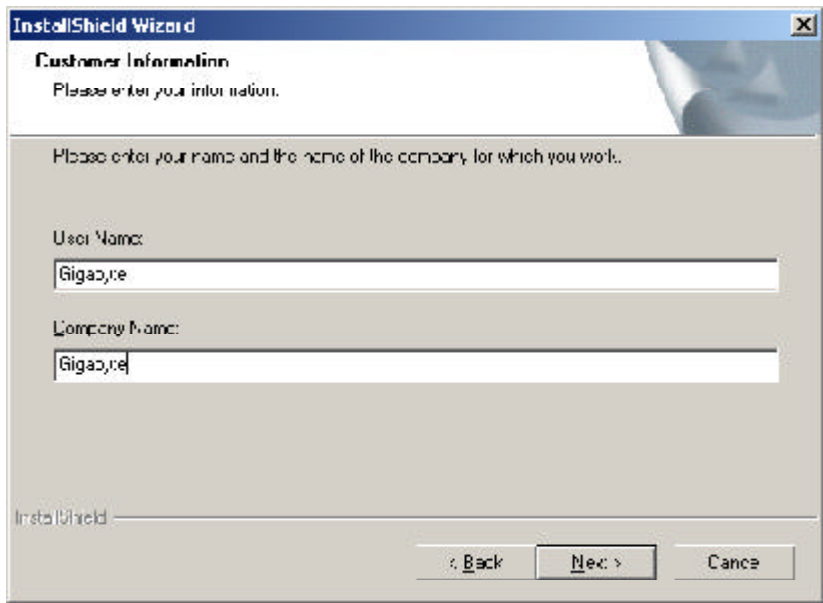 InstallShield Wizard
Customer Information
Please enter your information.
Please enter your name and the name of the company for which you work.
User Name:
Gigabyte
Company Name:
Gigabyte
InstallShield
< Back
Next >
Cancel